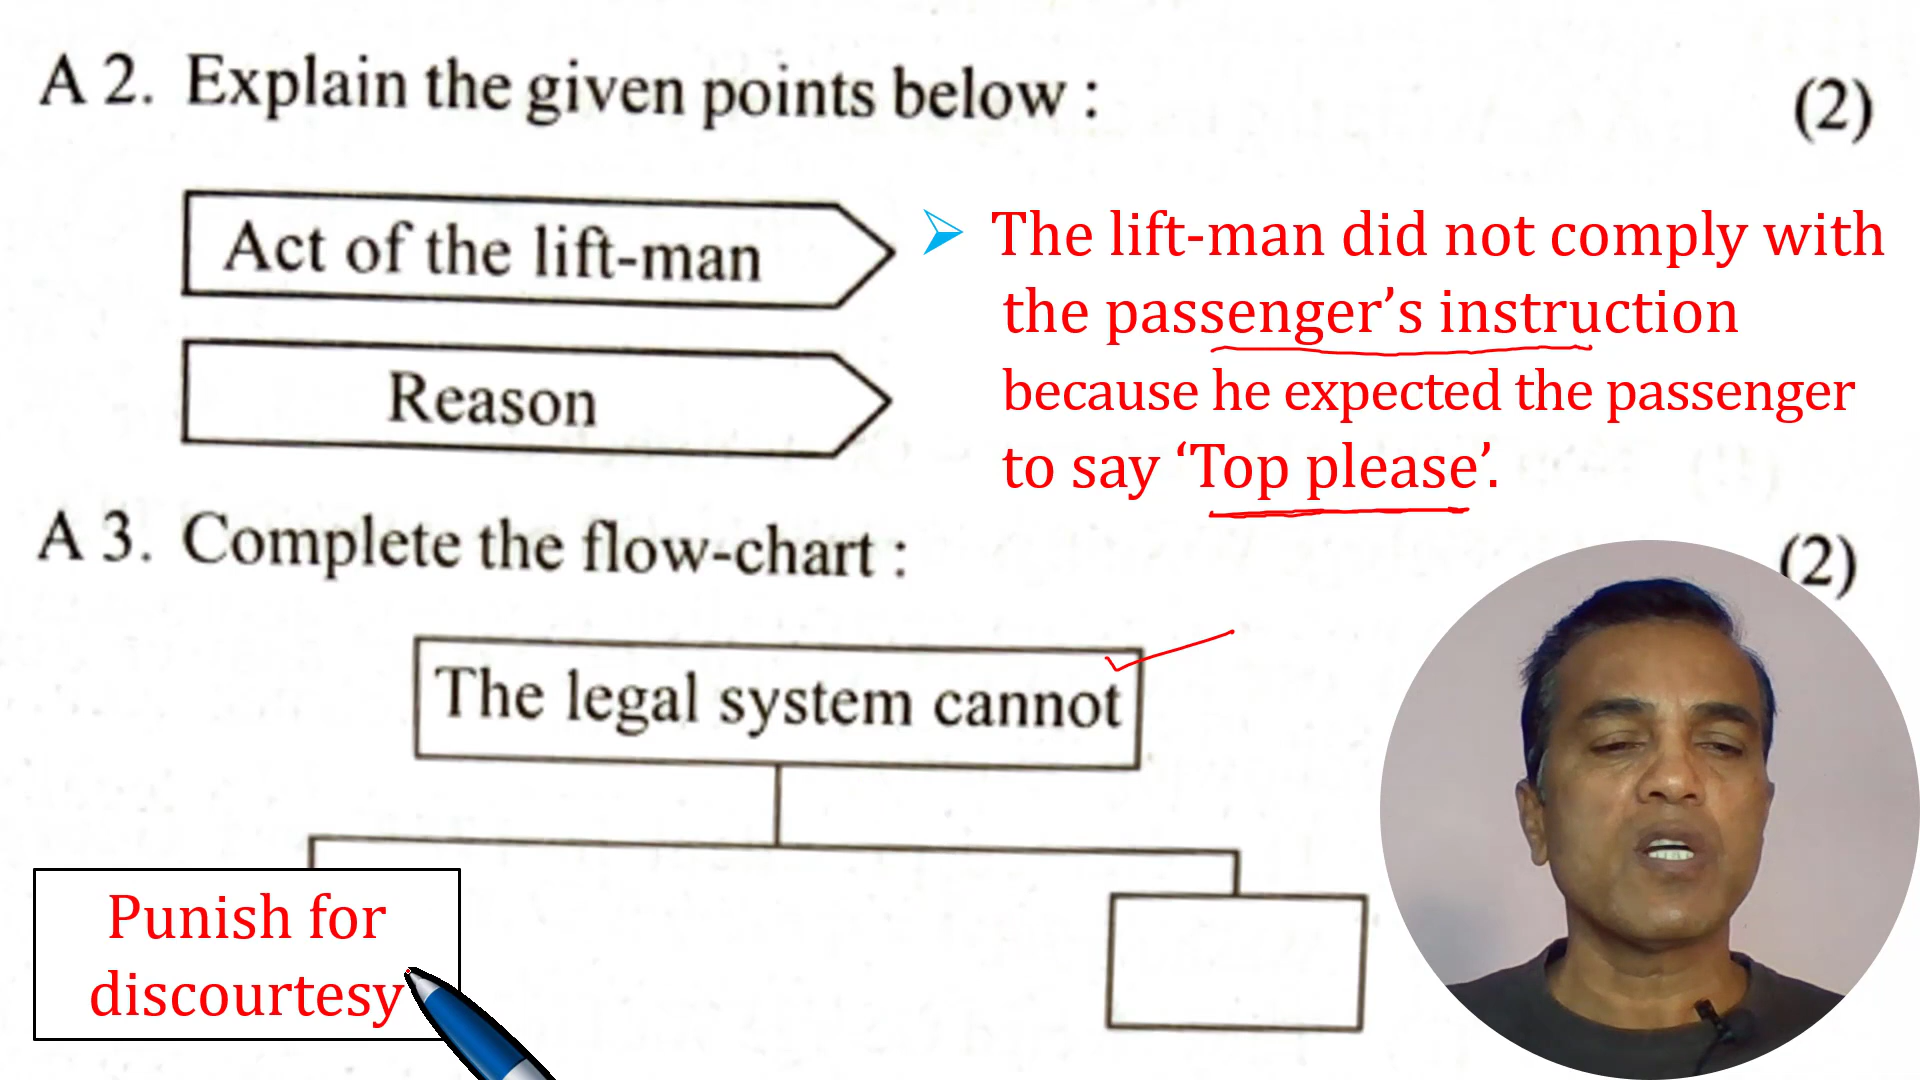 A 2. Explain the given points below : (2)
Act of the lift-man
➢ The lift-man did not comply with
the passenger’s instruction
Reason
because he expected the passenger
to say ‘Top please’.
A 3. Complete the flow-chart : (2)
The legal system cannot
Punish for
discourtesy